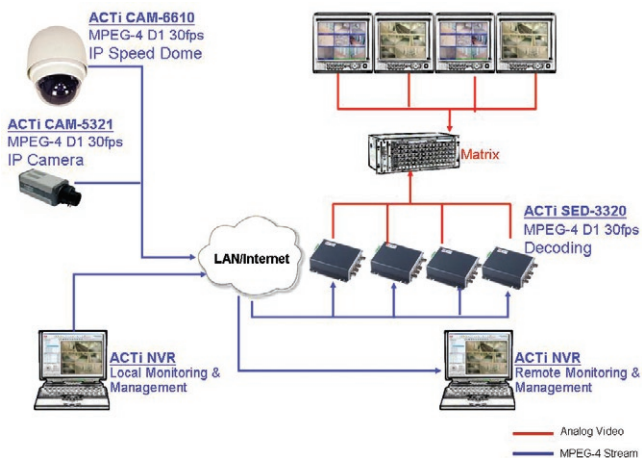 ACTi CAM-6610
MPEG-4 D1 30fps
IP Speed Dome
ACTi CAM-5321
MPEG-4 D1 30fps
IP Camera
Matrix
ACTi SED-3320
MPEG-4 D1 30fps
Decoding
LAN/Internet
ACTi NVR
Local Monitoring &
Management
ACTi NVR
Remote Monitoring &
Management
Analog Video
MPEG-4 Stream